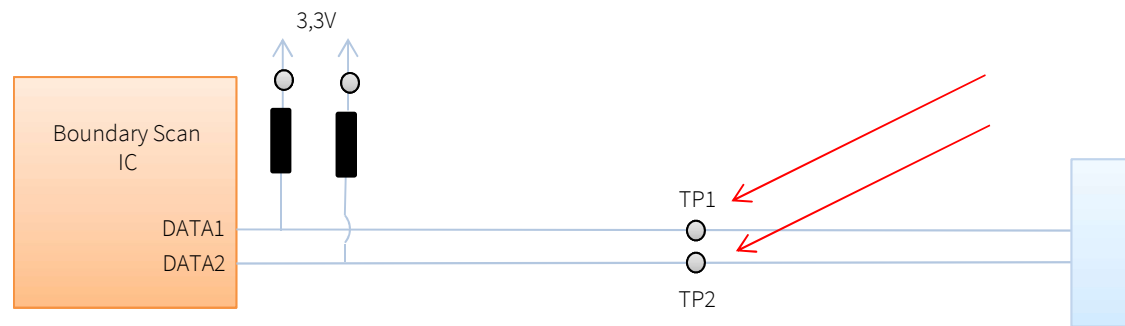 3,3V
Boundary Scan
IC
TP1
DATA1
DATA2
TP2